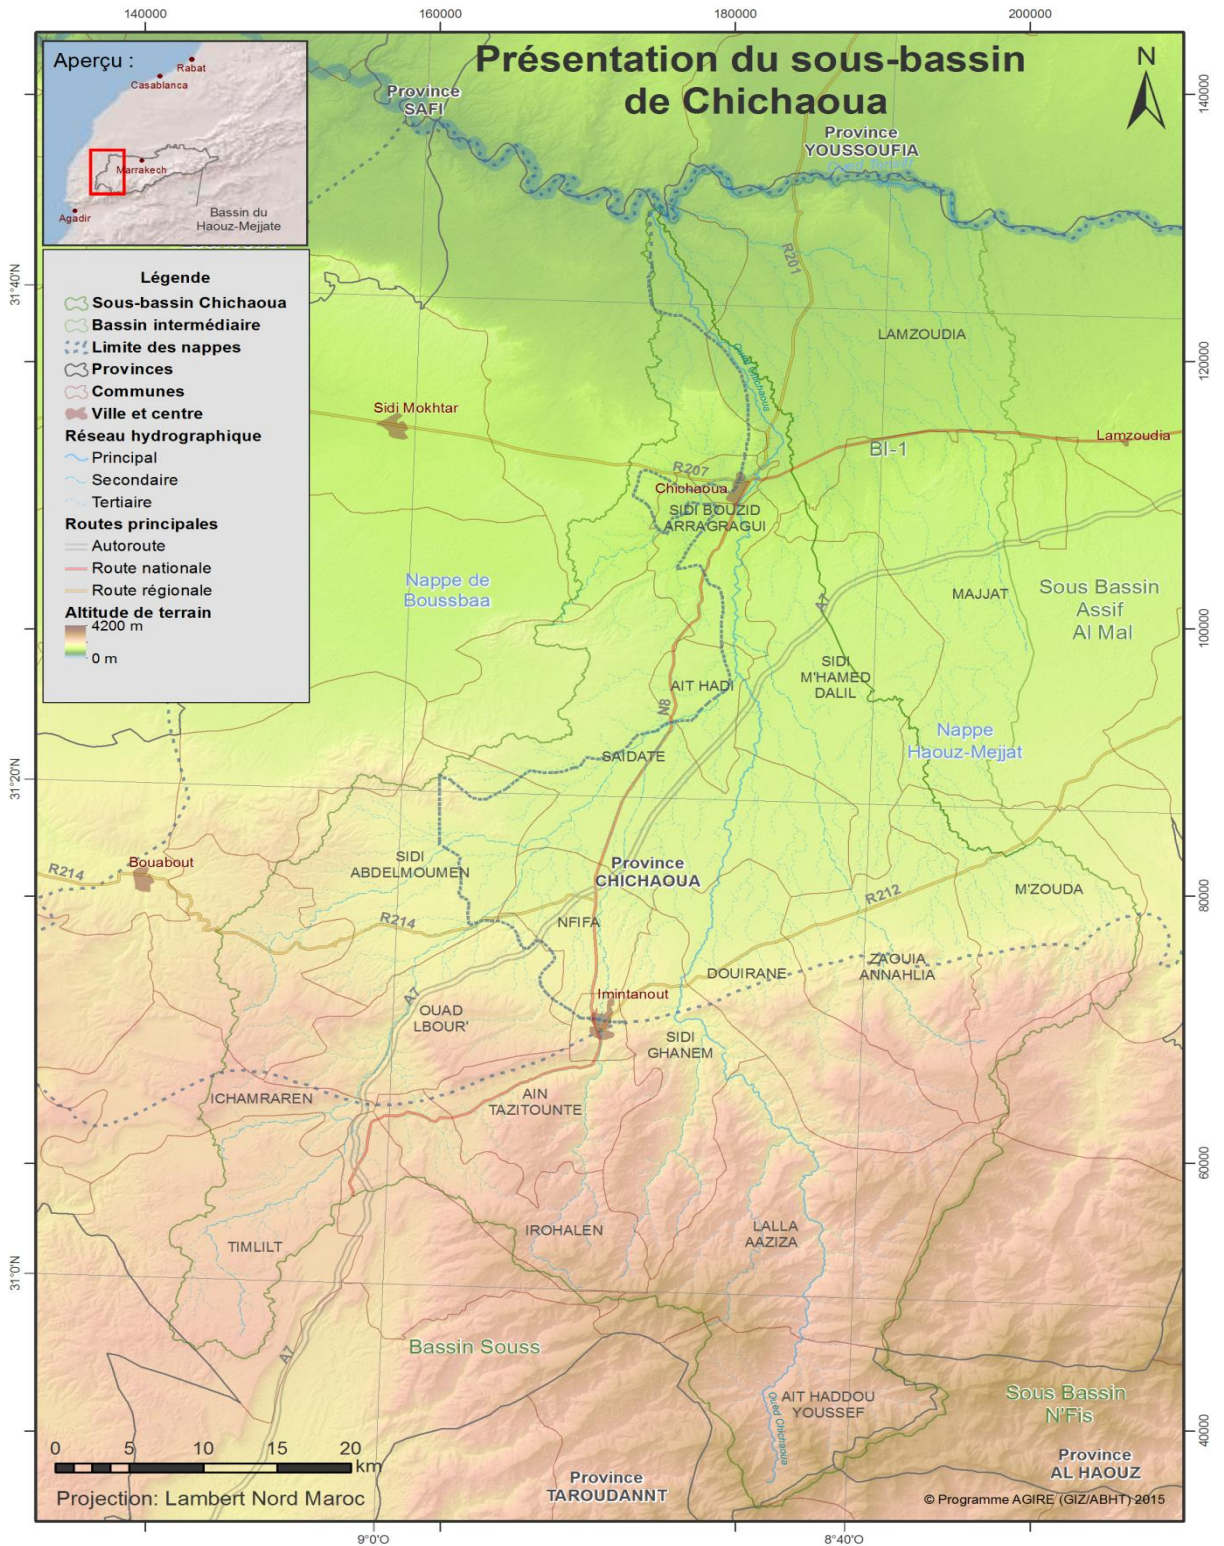 140000
160000
180000
200000
Présentation du sous-bassin
de Chichaoua
N
Aperçu :
Rabat
Casablanca
Marrakech
Agadir
Bassin du
Haouz-Mejjate
Province
SAFI
Province
YOUSSOUFIA
Oued Tensift
140000
31°40'N
Légende
Sous-bassin Chichaoua
Bassin intermédiaire
Limite des nappes
Provinces
Communes
Ville et centre
Réseau hydrographique
Principal
Secondaire
Tertiaire
Routes principales
Autoroute
Route nationale
Route régionale
Altitude de terrain
4200 m
0 m
R201
LAMZOUDIA
120000
Oued Chichaoua
Sidi Mokhtar
Lamzoudia
BI-1
R207
Chichaoua
SIDI BOUZID
ARRAGRAGUI
Nappe de
Boussbaa
A7
MAJJAT
Sous Bassin
Assif
Al Mal
100000
SIDI
M'HAMED
DALIL
AIT HADI
N8
Nappe
Haouz-Mejjat
SAIDATE
31°20'N
Bouabout
R214
SIDI
ABDELMOUMEN
Province
CHICHAOUA
R212
M'ZOUDA
80000
R214
NFIFA
DOUIRANE
ZAOUIA
ANNAHLIA
A7
Imintanout
OUAD
LBOUR'
SIDI
GHANEM
ICHAMRAREN
AIN
TAZITOUNTE
60000
TIMLILT
IROHALEN
LALLA
AAZIZA
31°0'N
A7
Bassin Souss
AIT HADDOU
YOUSSEF
Oued Chichaoua
Sous Bassin
N'Fis
40000
0
5
10
15
20
km
Projection: Lambert Nord Maroc
Province
TAROUDANNT
Province
AL HAOUZ
© Programme AGIRE (GIZ/ABHT) 2015
9°0'O
8°40'O